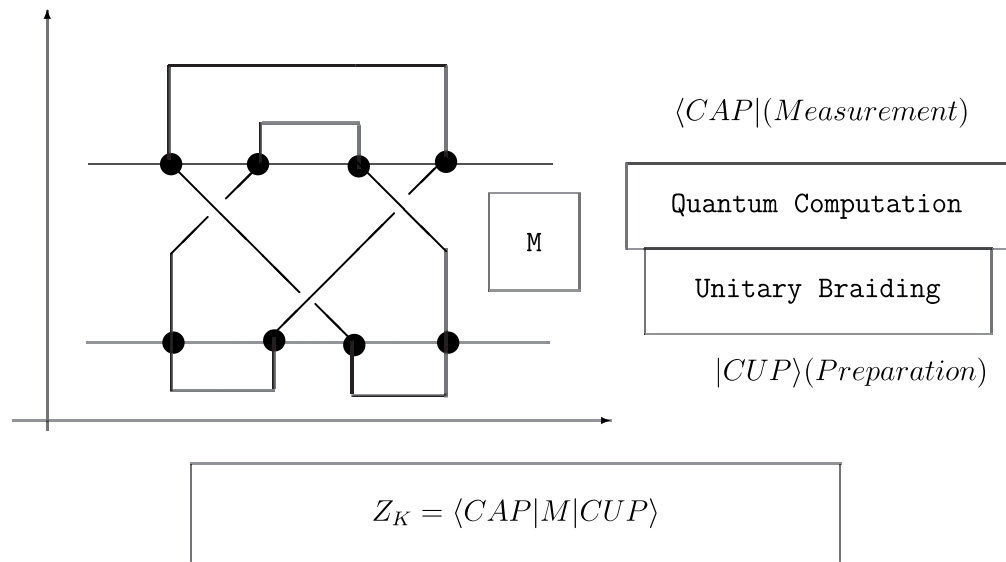 ⟨CAP|(Measurement)
Quantum Computation
M
Unitary Braiding
|CUP⟩(Preparation)
Z_K = ⟨CAP|M|CUP⟩